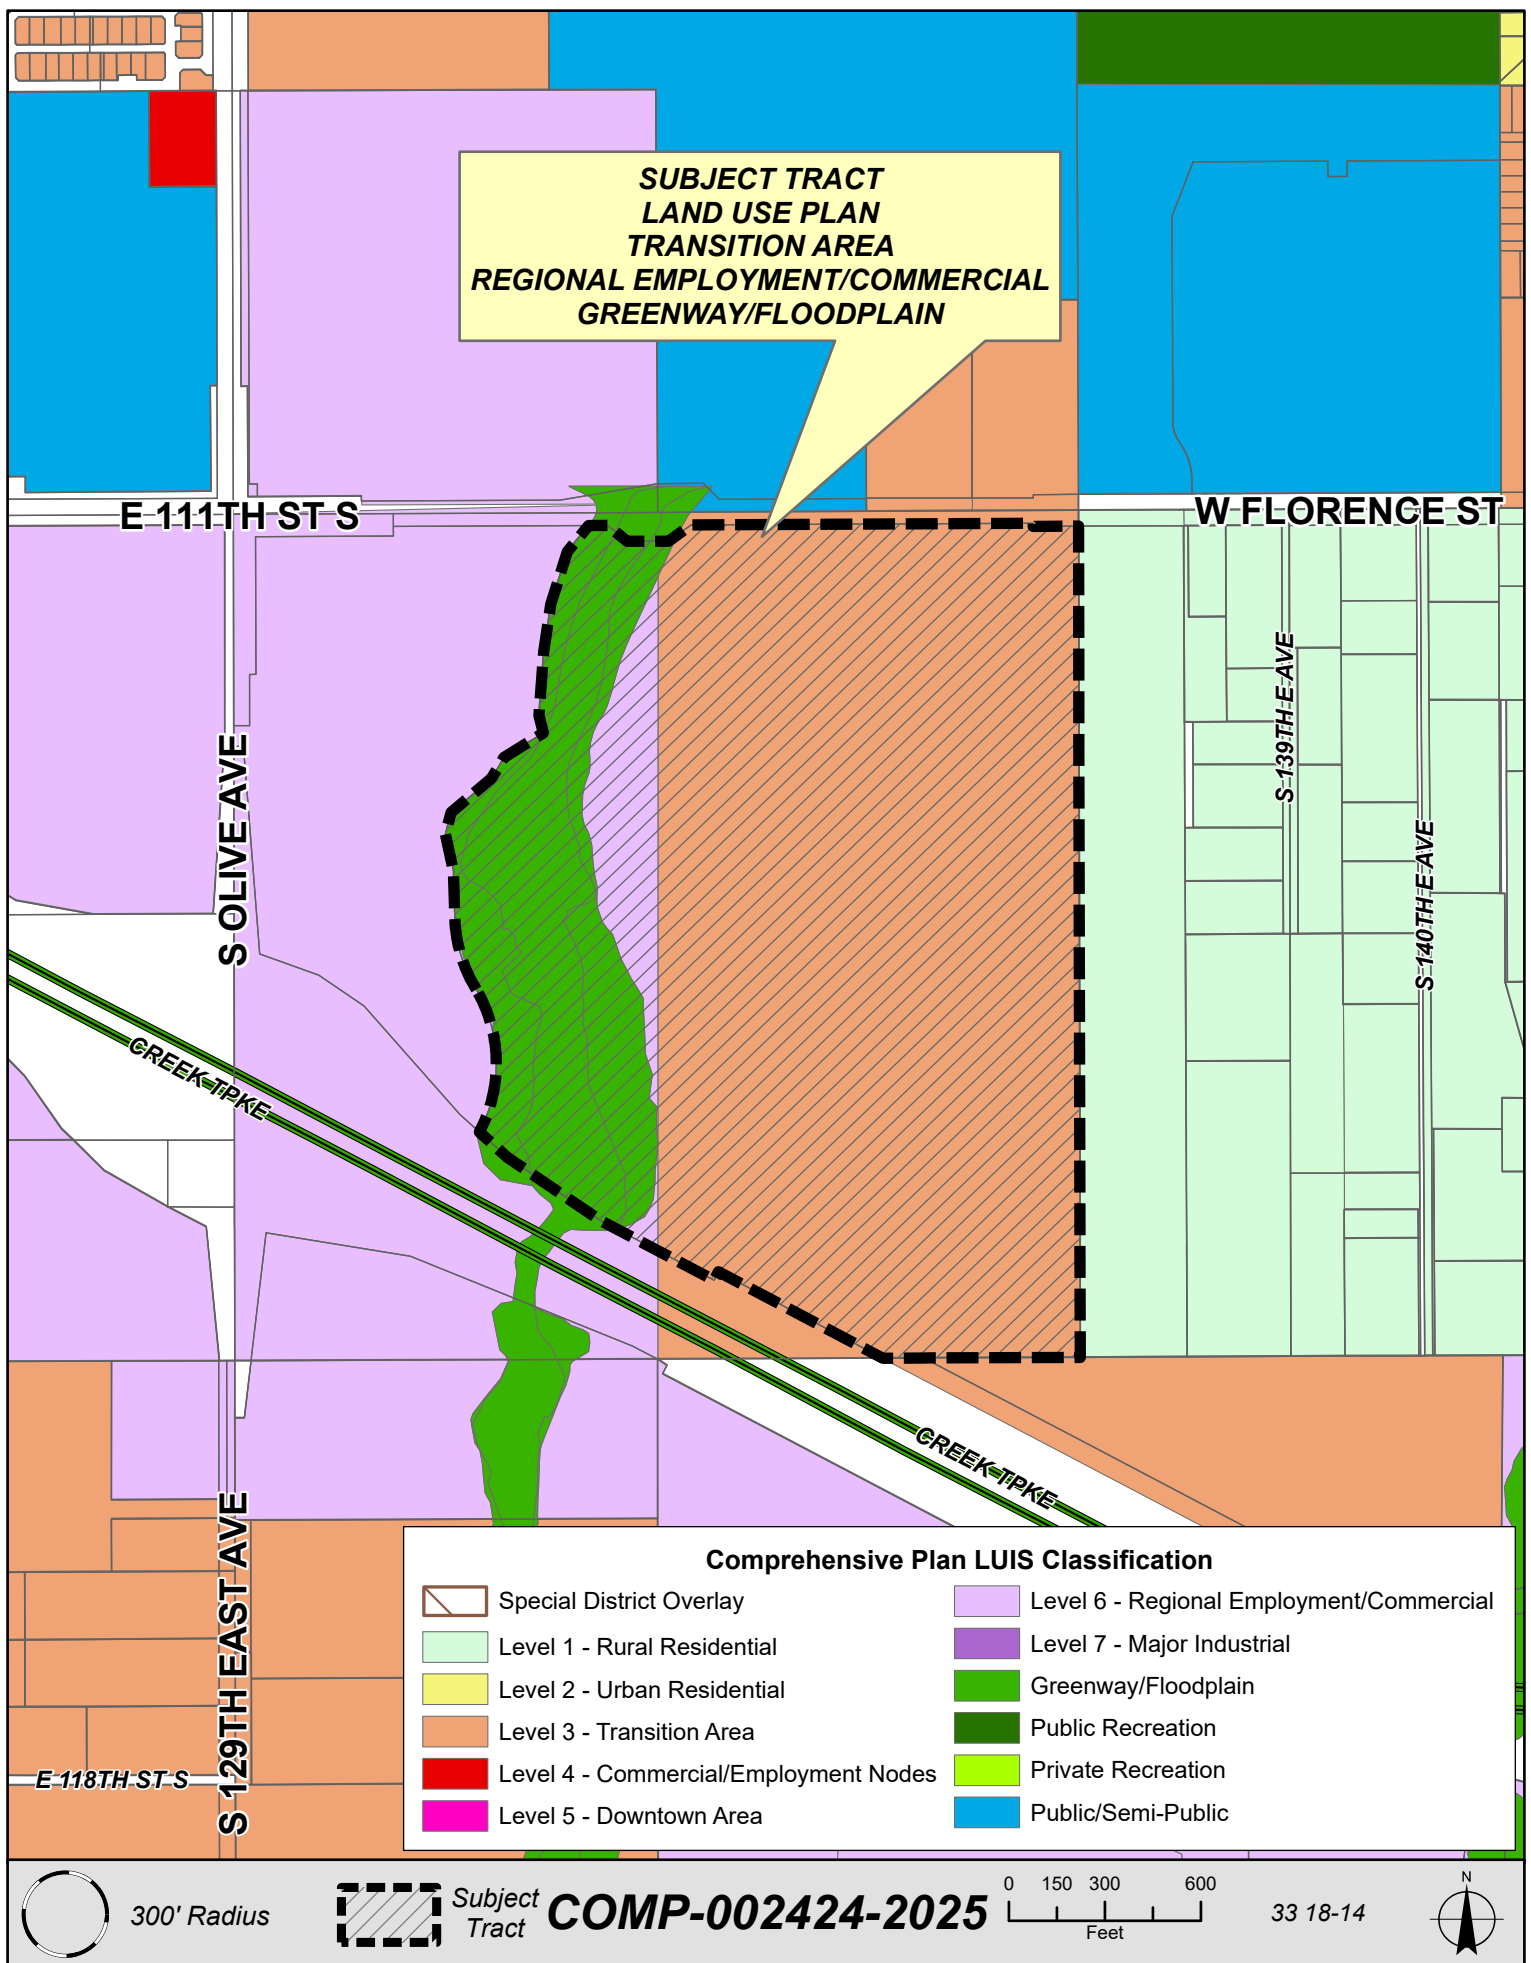 SUBJECT TRACT
LAND USE PLAN
TRANSITION AREA
REGIONAL EMPLOYMENT/COMMERCIAL
GREENWAY/FLOODPLAIN
E 111TH ST S
W FLORENCE ST
S 139TH E AVE
S OLIVE AVE
S 140TH E AVE
CREEK TPKE
CREEK TPKE
S 129TH EAST AVE
E 118TH ST S
Comprehensive Plan LUIS Classification
Special District Overlay
Level 1 - Rural Residential
Level 2 - Urban Residential
Level 3 - Transition Area
Level 4 - Commercial/Employment Nodes
Level 5 - Downtown Area
Level 6 - Regional Employment/Commercial
Level 7 - Major Industrial
Greenway/Floodplain
Public Recreation
Private Recreation
Public/Semi-Public
300' Radius
Subject
Tract
COMP-002424-2025
0 150 300 600
Feet
33 18-14
N